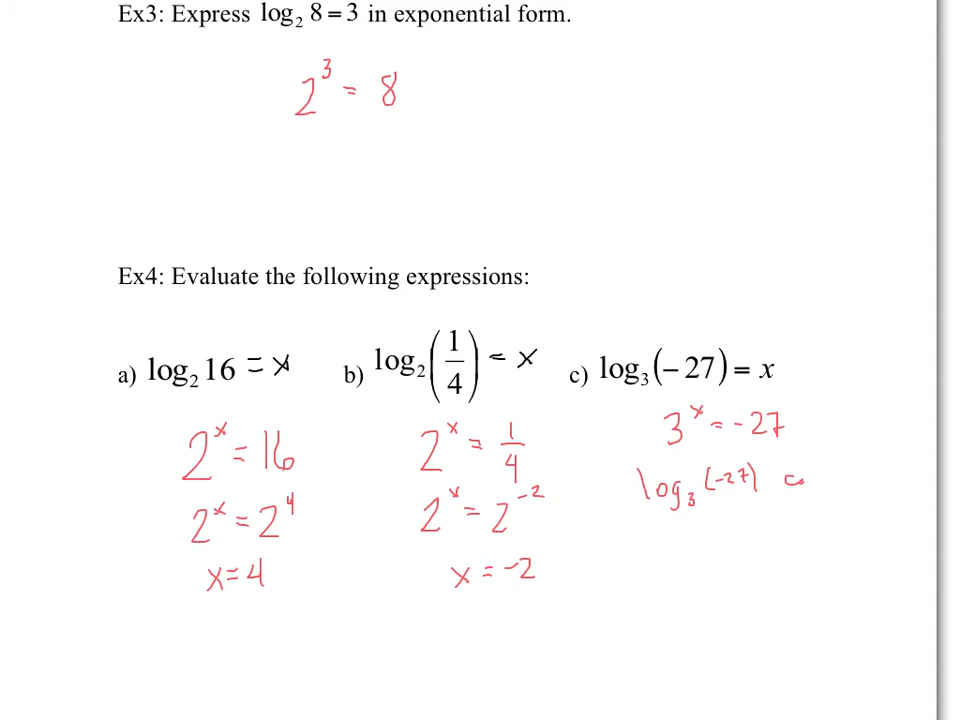 Ex3: Express log₂ 8 = 3 in exponential form.
2³ = 8
Ex4: Evaluate the following expressions:
a) log₂ 16 = x b) log₂ (1/4) = x c) log₃ (− 27) = x
2ˣ = 16 2ˣ = 1/4 3ˣ = -27
2ˣ = 2⁴ 2ˣ = 2⁻² log₃ (-27) ca
x = 4 x = -2